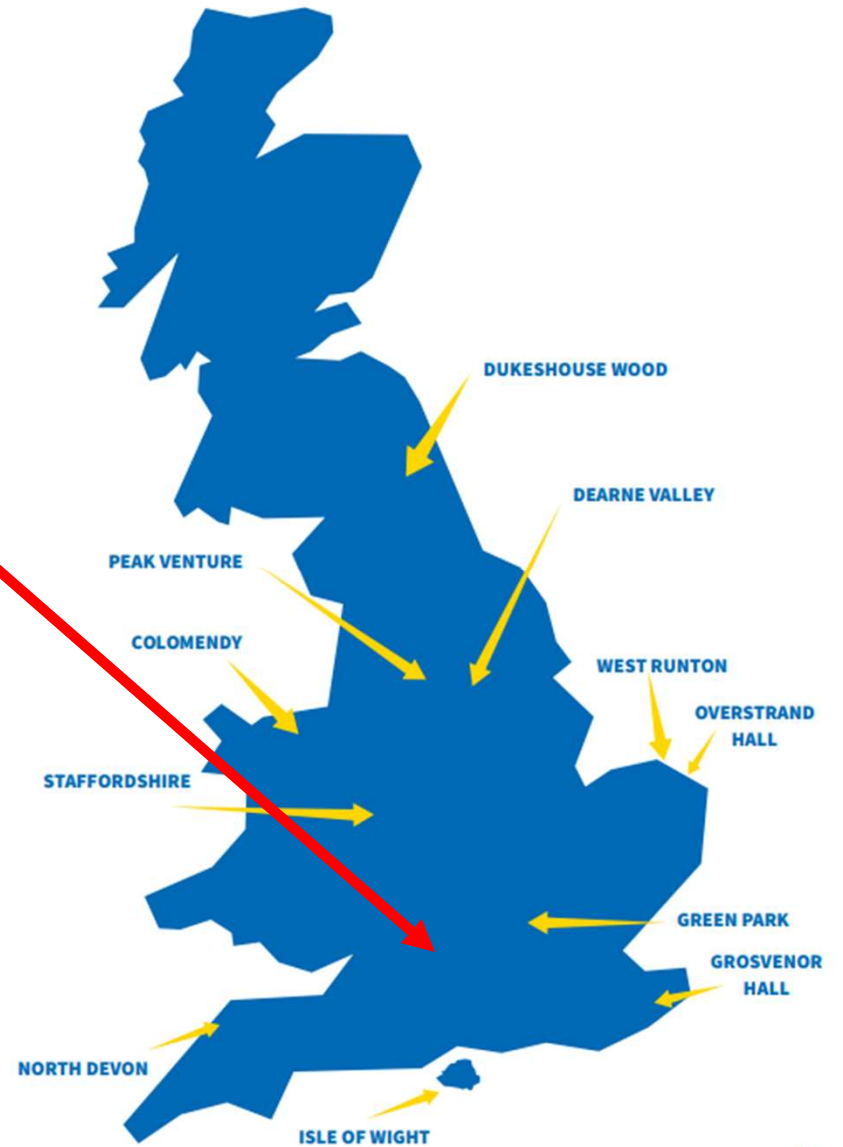 DUKESHOUSE WOOD
DEARNE VALLEY
PEAK VENTURE
COLOMENDY
WEST RUNTON
OVERSTRAND
HALL
STAFFORDSHIRE
GREEN PARK
GROSVENOR
HALL
NORTH DEVON
ISLE OF WIGHT